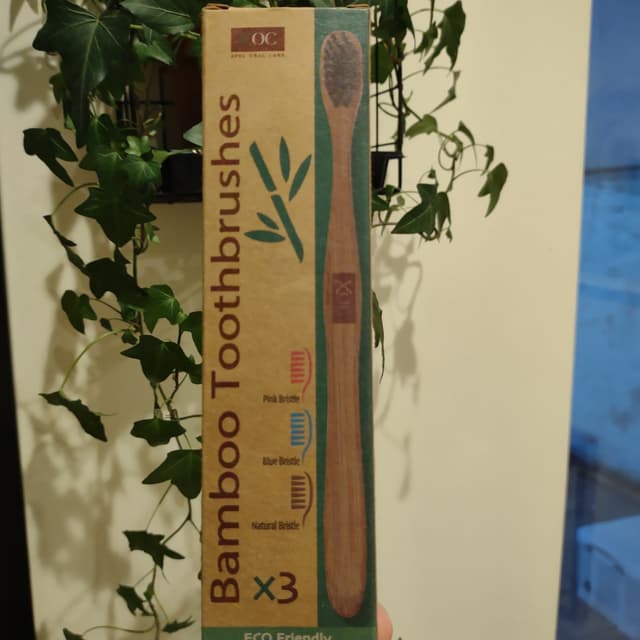 OC
Bamboo Toothbrushes
Pink Bristle
Blue Bristle
Natural Bristle
x3
ECO Friendly